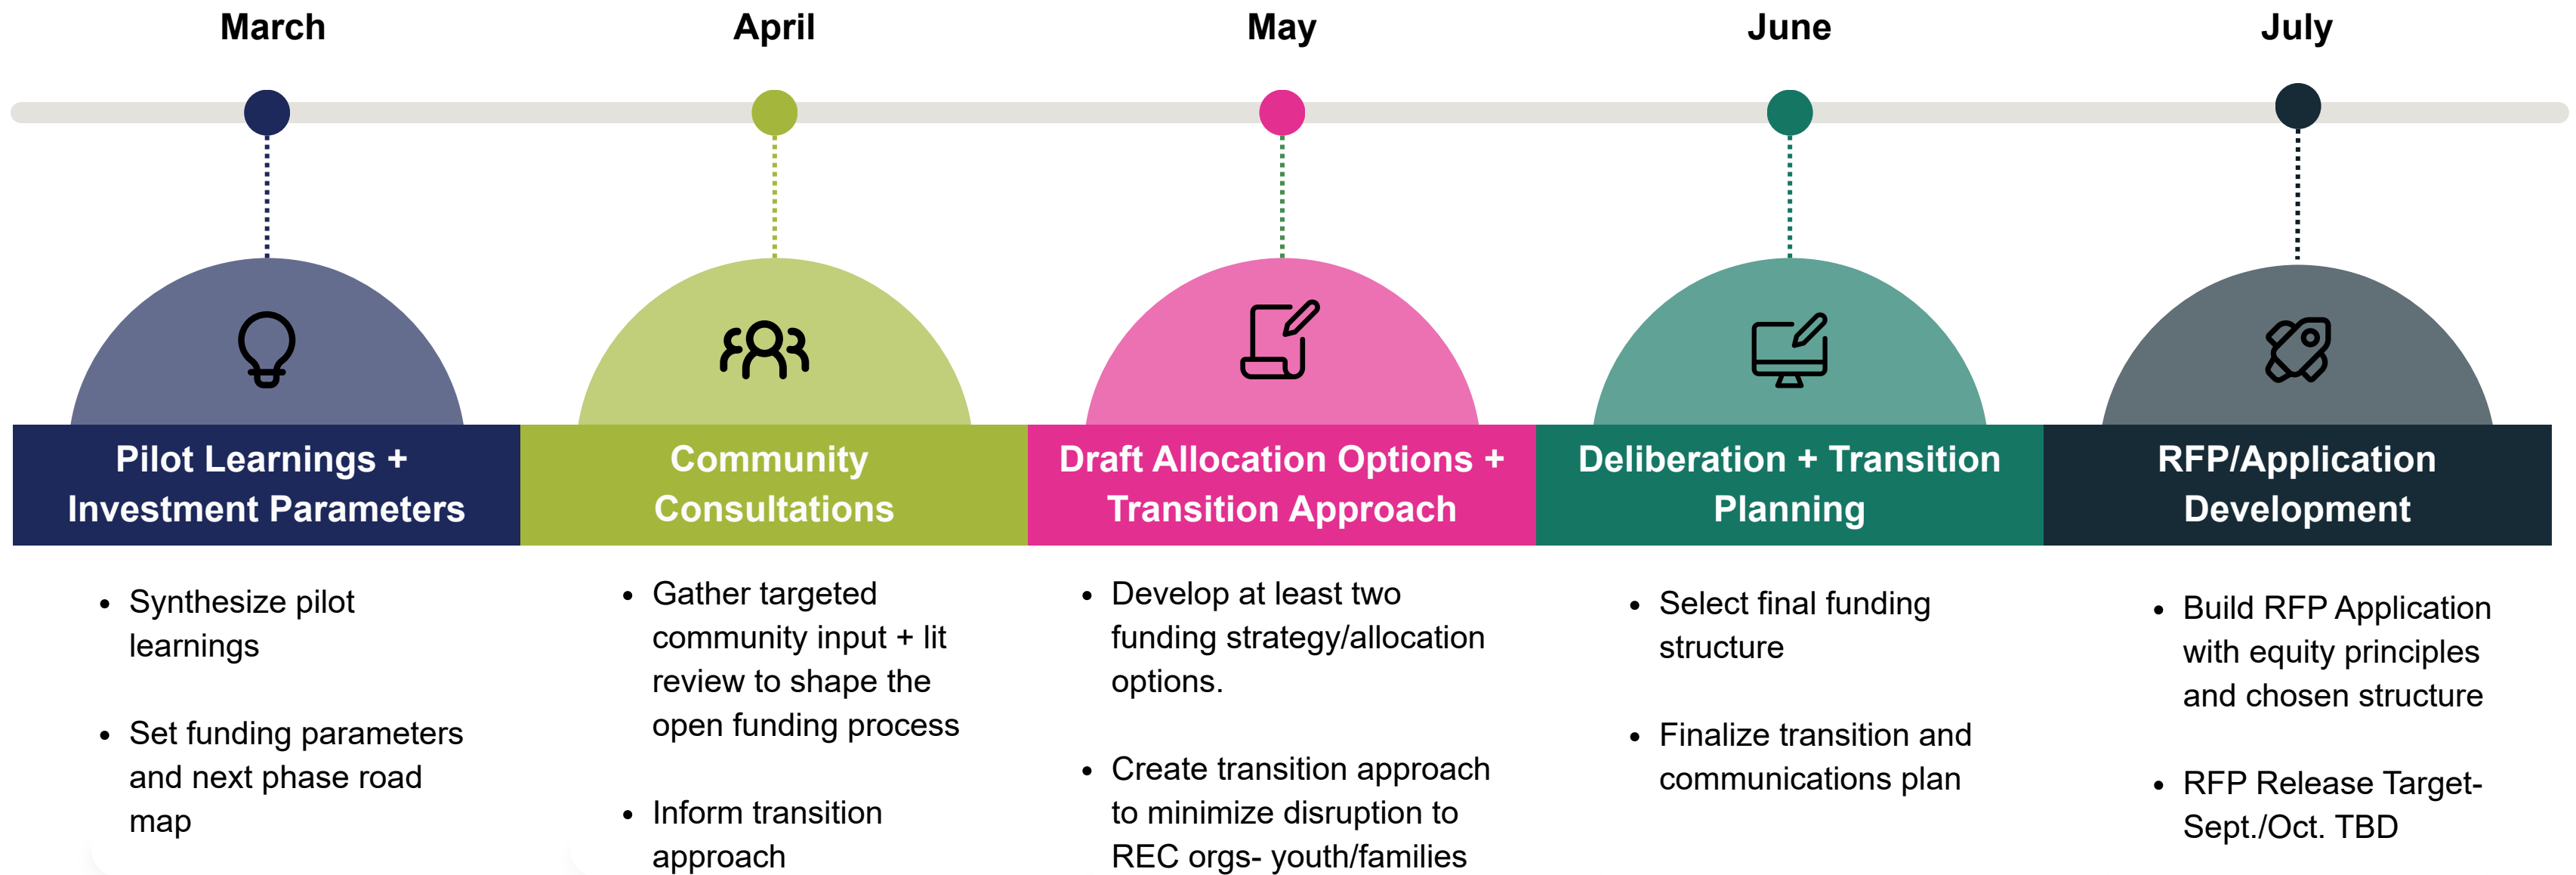 March
April
May
June
July
Pilot Learnings +
Investment Parameters
Community
Consultations
Draft Allocation Options +
Transition Approach
Deliberation + Transition
Planning
RFP/Application
Development
• Synthesize pilot
learnings
• Set funding parameters
and next phase road
map
• Gather targeted
community input + lit
review to shape the
open funding process
• Inform transition
approach
• Develop at least two
funding strategy/allocation
options.
• Create transition approach
to minimize disruption to
REC orgs- youth/families
• Select final funding
structure
• Finalize transition and
communications plan
• Build RFP Application
with equity principles
and chosen structure
• RFP Release Target-
Sept./Oct. TBD